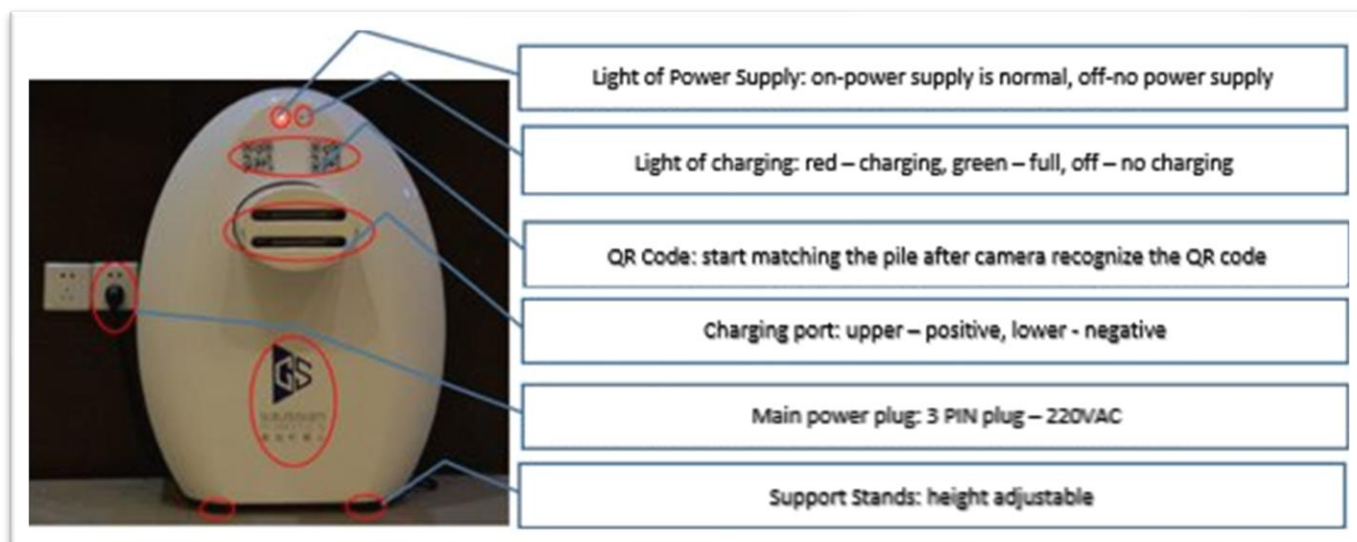 Light of Power Supply: on-power supply is normal, off-no power supply
Light of charging: red – charging, green – full, off – no charging
QR Code: start matching the pile after camera recognize the QR code
Charging port: upper – positive, lower - negative
GS
Main power plug: 3 PIN plug – 220VAC
Support Stands: height adjustable